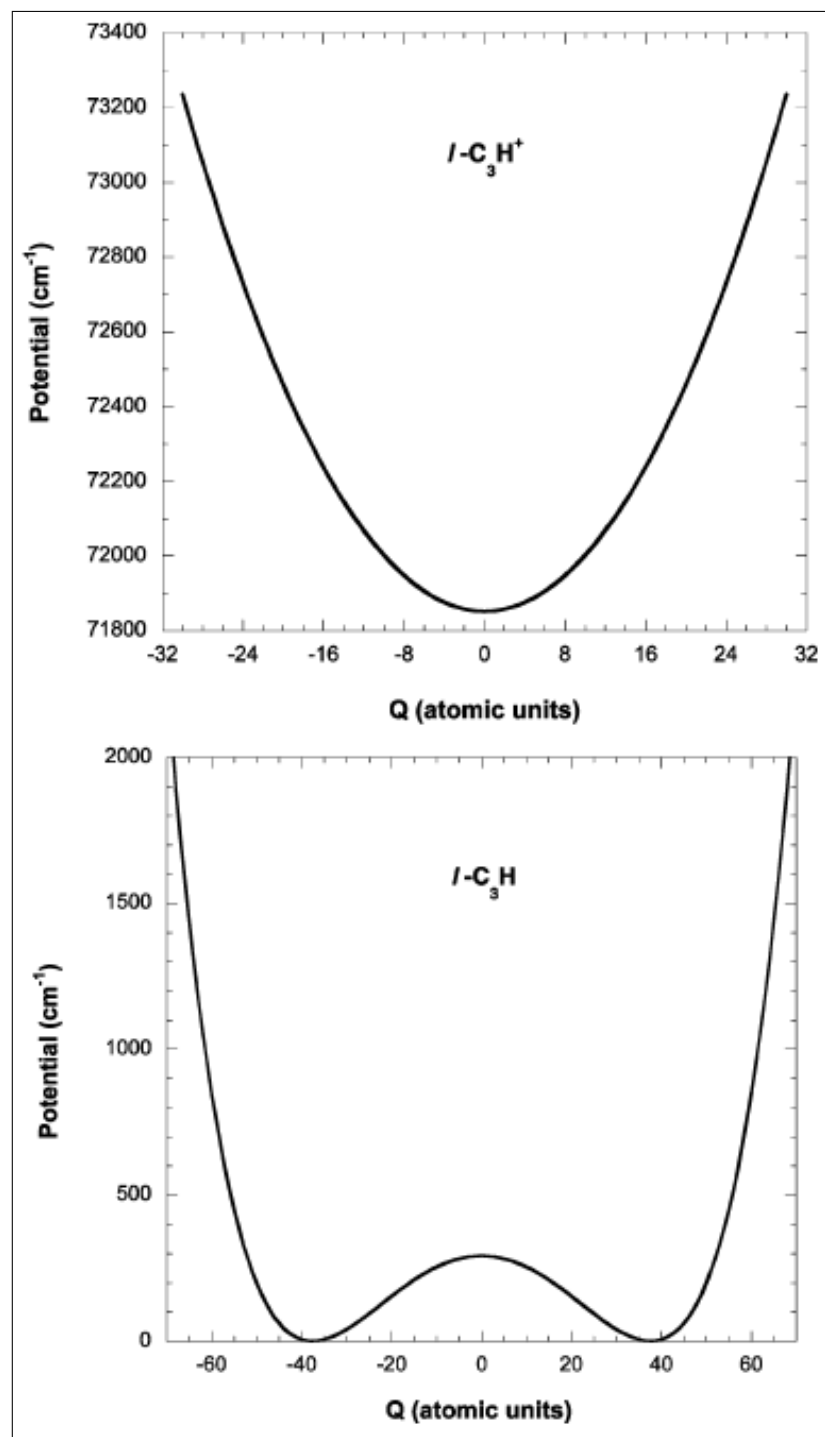 73400
73200
73000
72800
72600
72400
72200
72000
71800
Potential (cm⁻¹)
l -C₃H⁺
-32 -24 -16 -8 0 8 16 24 32
Q (atomic units)
2000
1500
1000
500
0
Potential (cm⁻¹)
l -C₃H
-60 -40 -20 0 20 40 60
Q (atomic units)